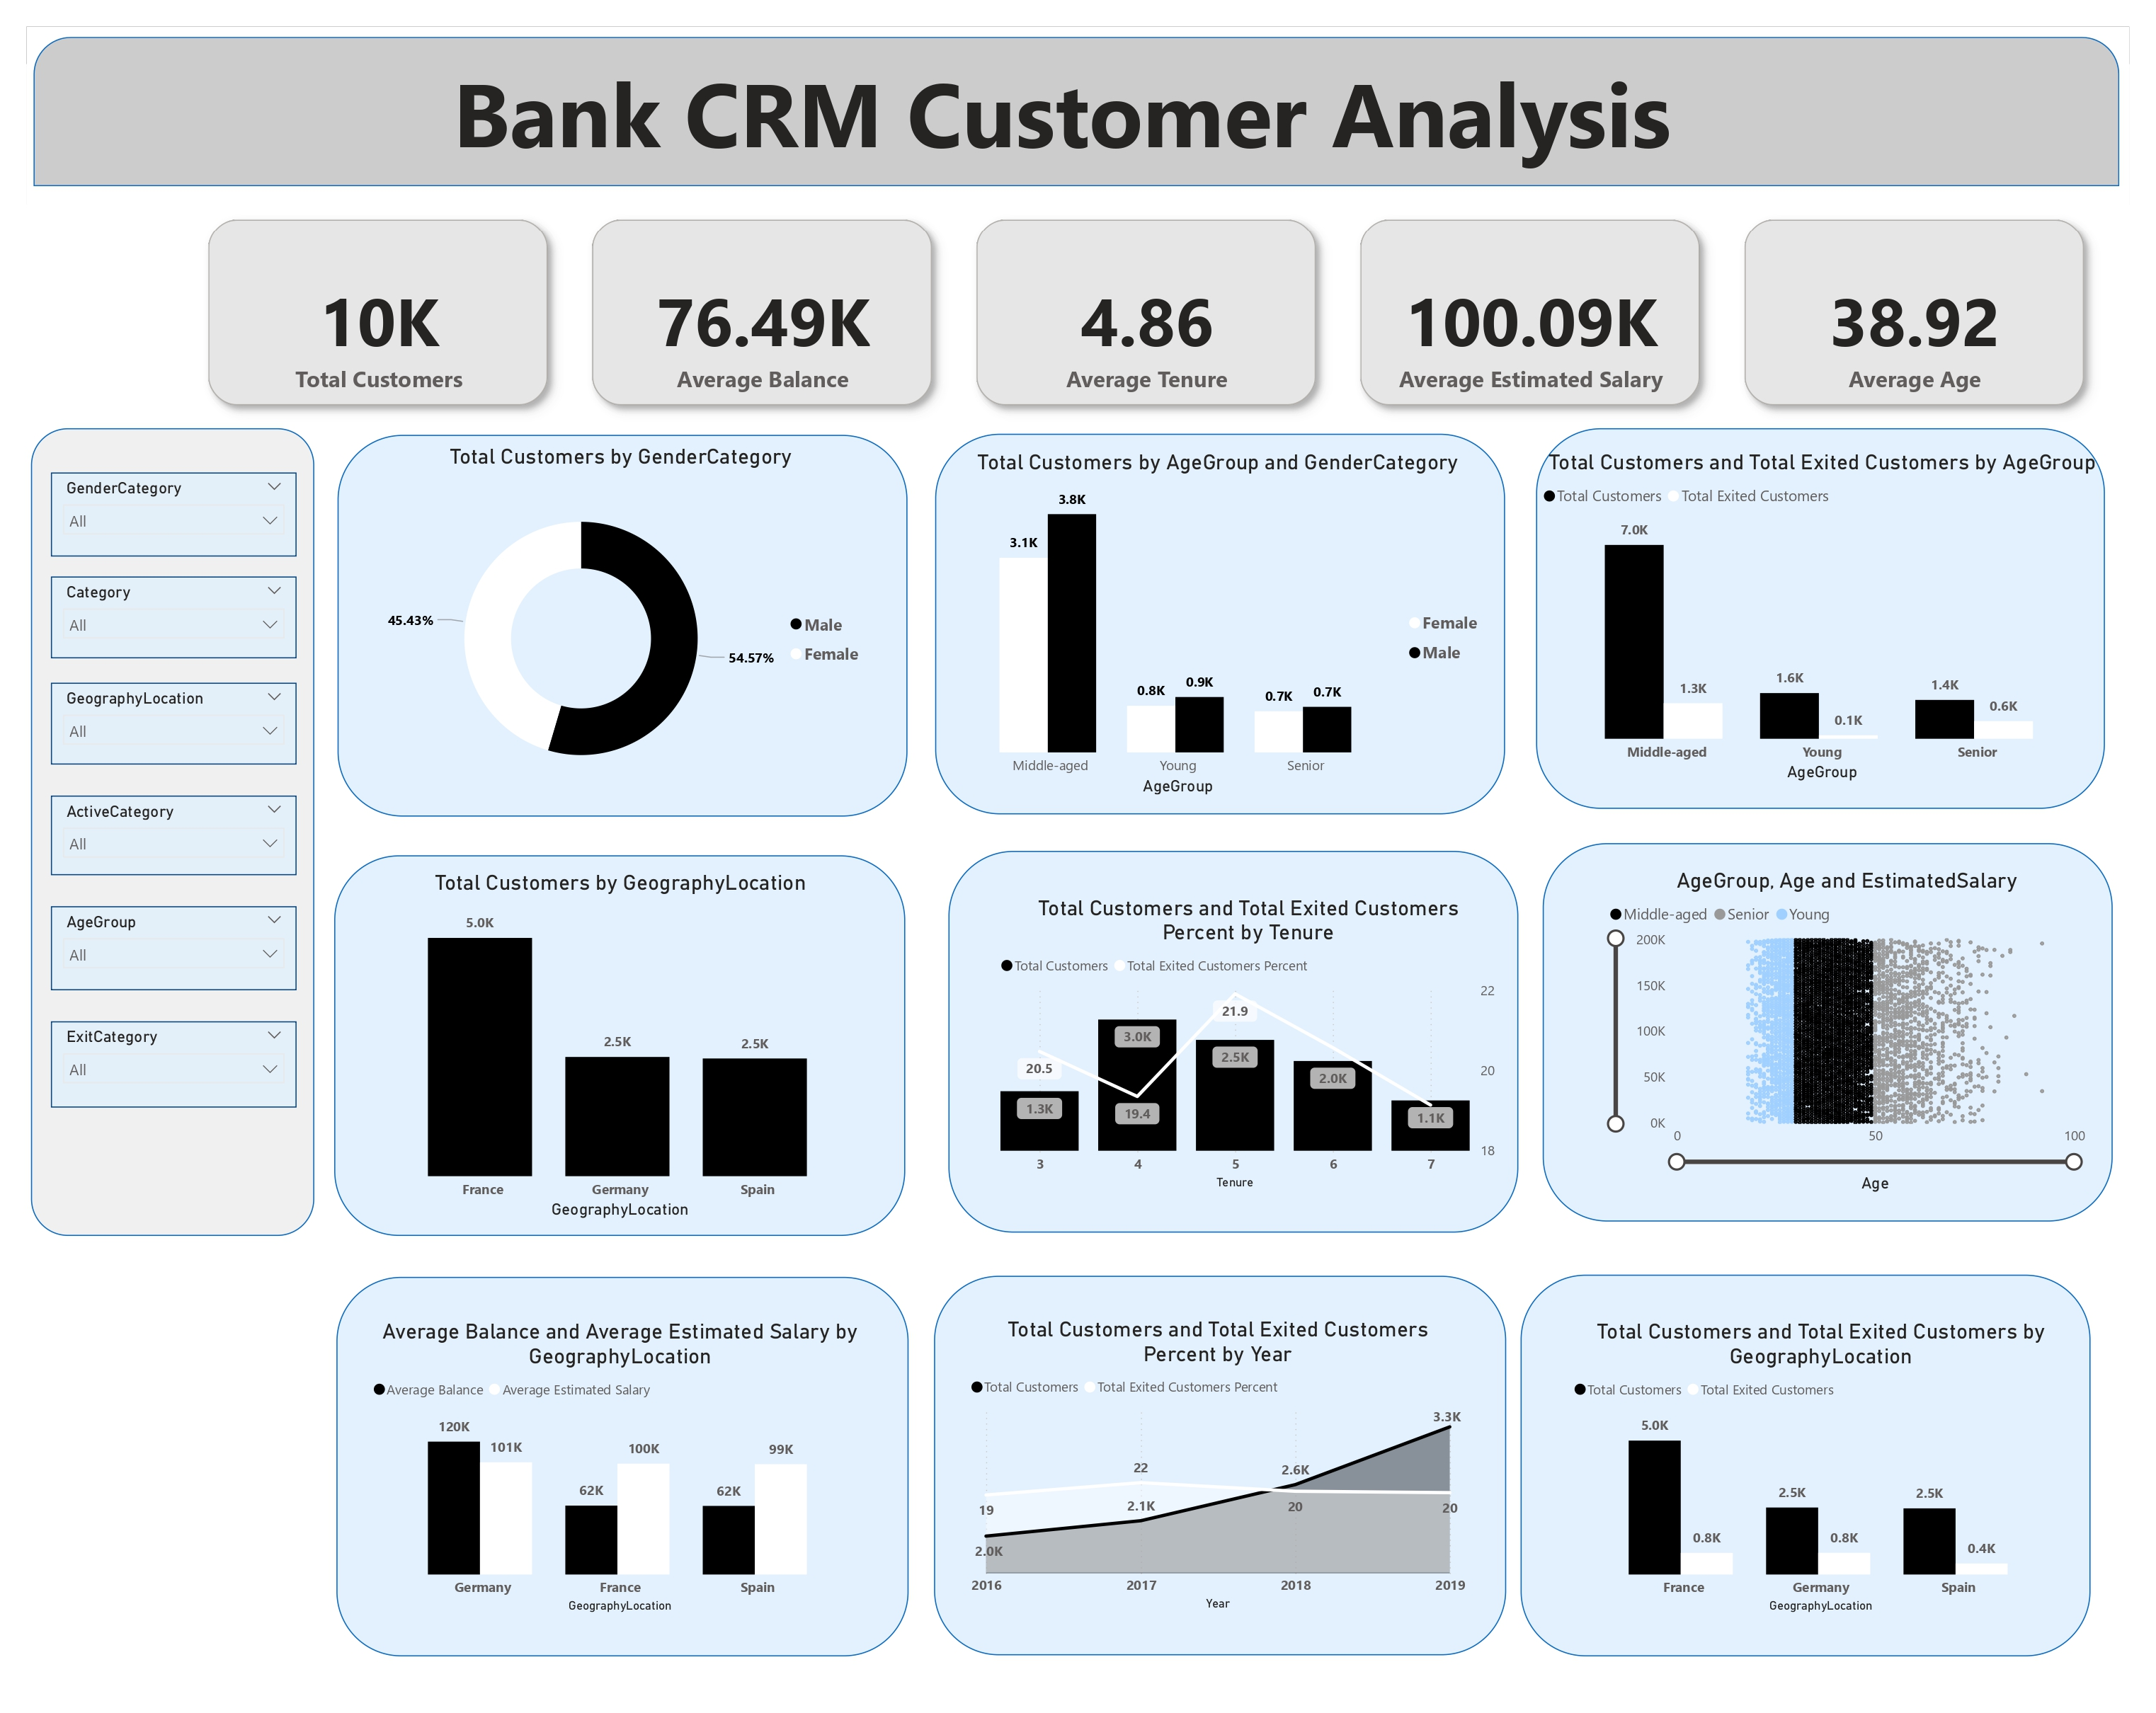 Bank CRM Customer Analysis
10K
Total Customers
76.49K
Average Balance
4.86
Average Tenure
100.09K
Average Estimated Salary
38.92
Average Age
GenderCategory
All
Category
All
GeographyLocation
All
ActiveCategory
All
AgeGroup
All
ExitCategory
All
Total Customers by GenderCategory
45.43%
54.57%
Male
Female
Total Customers by AgeGroup and GenderCategory
3.1K
3.8K
0.8K
0.9K
0.7K
0.7K
Female
Male
Middle-aged
Young
Senior
AgeGroup
Total Customers and Total Exited Customers by AgeGroup
Total Customers
Total Exited Customers
7.0K
1.3K
1.6K
0.1K
1.4K
0.6K
Middle-aged
Young
Senior
AgeGroup
Total Customers by GeographyLocation
5.0K
2.5K
2.5K
France
Germany
Spain
GeographyLocation
Total Customers and Total Exited Customers
Percent by Tenure
Total Customers
Total Exited Customers Percent
22
20
18
20.5
1.3K
3.0K
19.4
21.9
2.5K
2.0K
1.1K
3
4
5
6
7
Tenure
AgeGroup, Age and EstimatedSalary
Middle-aged
Senior
Young
200K
150K
100K
50K
0K
0
50
100
Age
Average Balance and Average Estimated Salary by
GeographyLocation
Average Balance
Average Estimated Salary
120K
101K
62K
100K
62K
99K
Germany
France
Spain
GeographyLocation
Total Customers and Total Exited Customers
Percent by Year
Total Customers
Total Exited Customers Percent
19
2.0K
22
2.1K
2.6K
20
3.3K
20
2016
2017
2018
2019
Year
Total Customers and Total Exited Customers by
GeographyLocation
Total Customers
Total Exited Customers
5.0K
0.8K
2.5K
0.8K
2.5K
0.4K
France
Germany
Spain
GeographyLocation